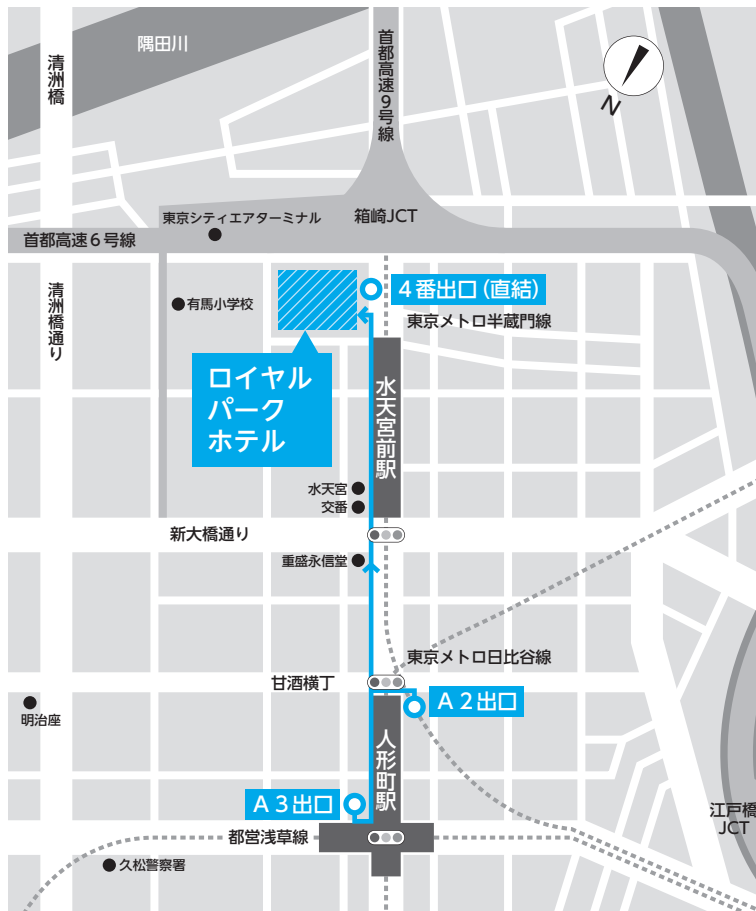 隅田川
清洲橋
首都高速9号線
N
東京シティエアターミナル
箱崎JCT
首都高速6号線
清洲橋通り
有馬小学校
4番出口(直結)
東京メトロ半蔵門線
ロイヤル
パーク
ホテル
水天宮前駅
水天宮
交番
新大橋通り
重盛永信堂
東京メトロ日比谷線
甘酒横丁
A2出口
明治座
人形町駅
A3出口
江戸橋
JCT
都営浅草線
久松警察署